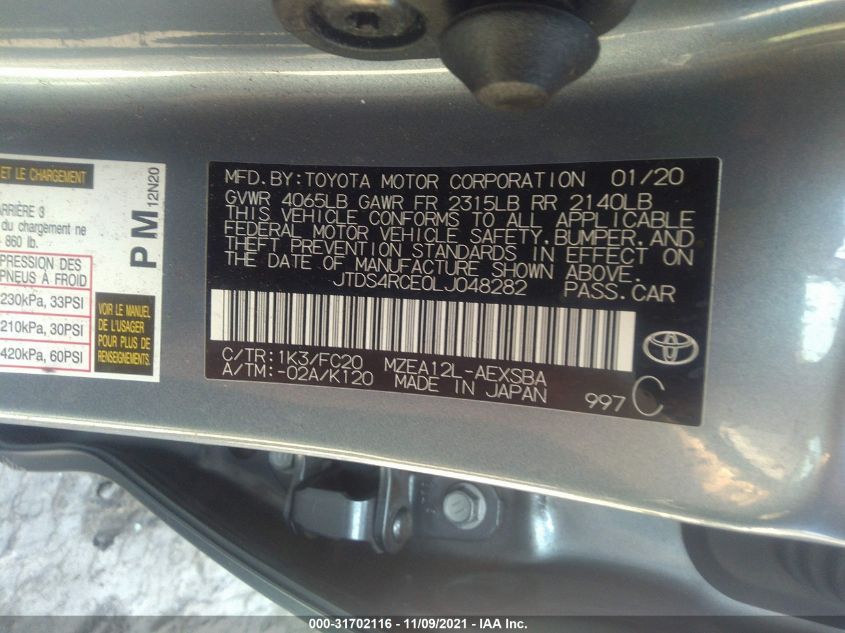 ET LE CHARGEMENT
ARRIÈRE 3
du chargement ne
860 lb.
PRESSION DES
PNEUS À FROID
230kPa, 33PSI
210kPa, 30PSI
420kPa, 60PSI
VOIR LE MANUEL
DE L'USAGER
POUR PLUS DE
RENSEIGNEMENTS
PM
12N20
MFD.BY:TOYOTA MOTOR CORPORATION 01/20
GVWR 4065LB GAWR FR 2315LB RR 2140LB
THIS VEHICLE CONFORMS TO ALL APPLICABLE
FEDERAL MOTOR VEHICLE SAFETY,BUMPER,AND
THEFT PREVENTION STANDARDS IN EFFECT ON
THE DATE OF MANUFACTURE SHOWN ABOVE.
JTDS4RCE0LJ048282 PASS.CAR
C/TR:1K3/FC20 MZEA12L-AEXSBA
A/TM:-02A/K120 MADE IN JAPAN 997 C
000-31702116 - 11/09/2021 - IAA Inc.